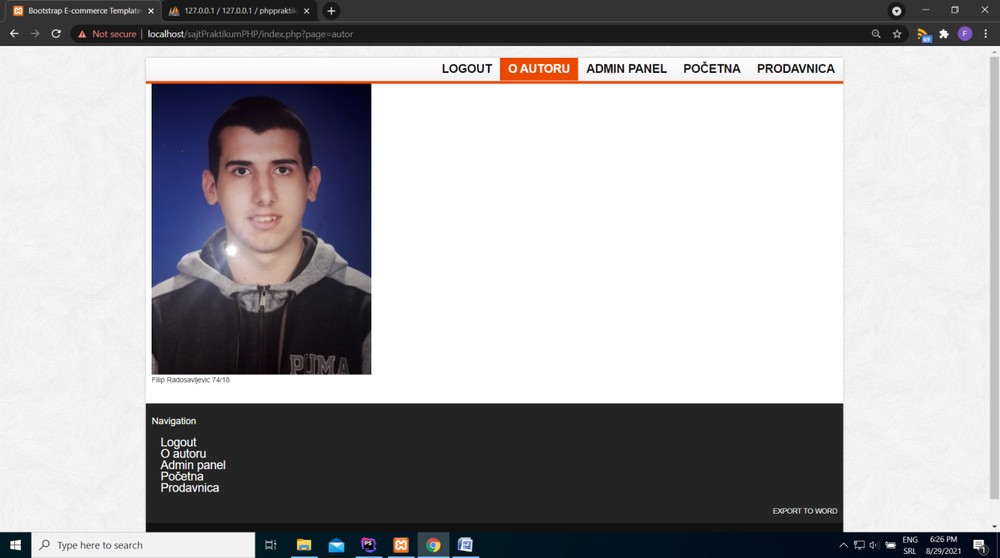 Bootstrap E-commerce Template
127.0.0.1 / 127.0.0.1 / phppraktik
Not secure
localhost/sajtPraktikumPHP/index.php?page=autor
69
F
LOGOUT
O AUTORU
ADMIN PANEL
POČETNA
PRODAVNICA
PUMA
Filip Radosavljevic 74/18
Navigation
Logout
O autoru
Admin panel
Početna
Prodavnica
EXPORT TO WORD
Type here to search
PS
ENG
SRL
6:26 PM
8/29/2021
1